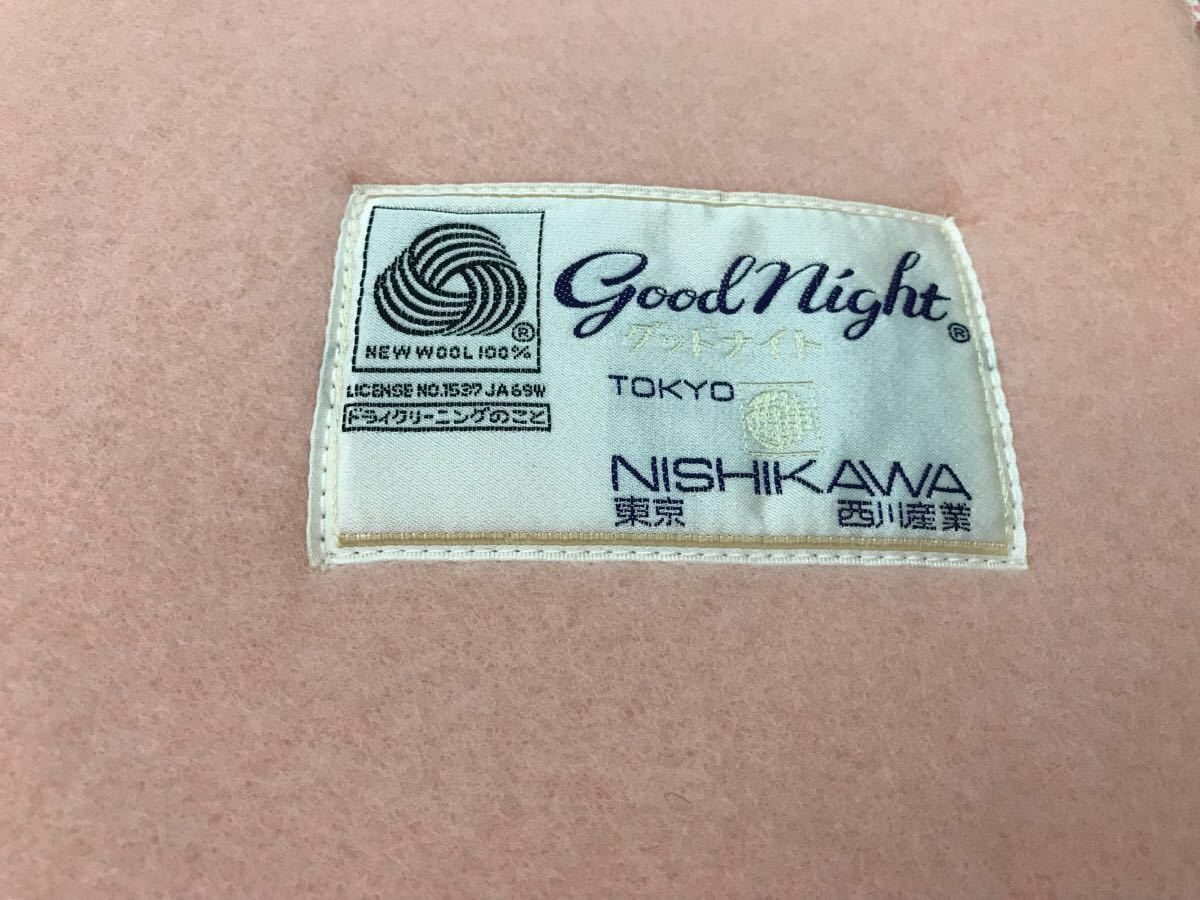 NEW WOOL 100%
LICENSE NO.1537 JA69W
ドライクリーニングのこと
Good Night®
グッドナイト
TOKYO
NISHIKAWA
東京 西川産業